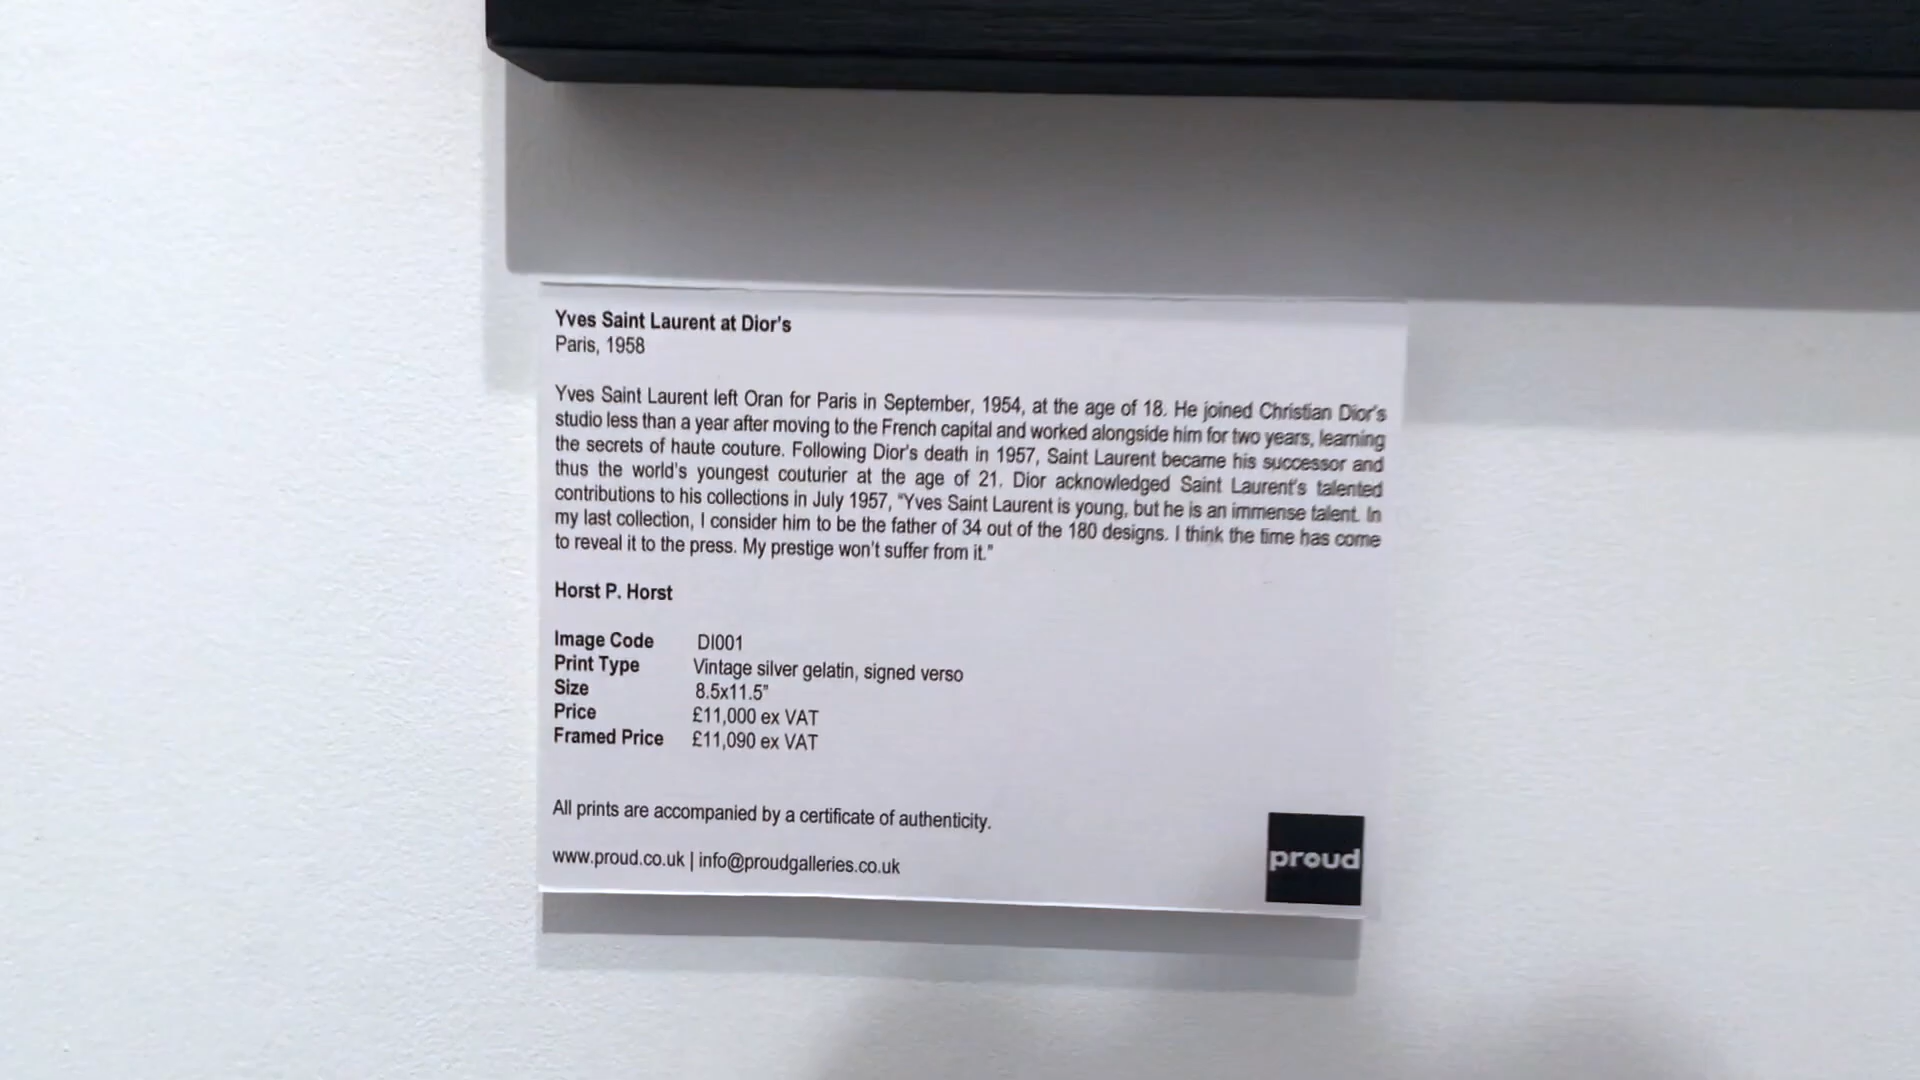 Yves Saint Laurent at Dior's
Paris, 1958
Yves Saint Laurent left Oran for Paris in September, 1954, at the age of 18. He joined Christian Dior's
studio less than a year after moving to the French capital and worked alongside him for two years, learning
the secrets of haute couture. Following Dior's death in 1957, Saint Laurent became his successor and
thus the world's youngest couturier at the age of 21. Dior acknowledged Saint Laurent's talented
contributions to his collections in July 1957, "Yves Saint Laurent is young, but he is an immense talent. In
my last collection, I consider him to be the father of 34 out of the 180 designs. I think the time has come
to reveal it to the press. My prestige won't suffer from it."
Horst P. Horst
Image Code DI001
Print Type Vintage silver gelatin, signed verso
Size 8.5x11.5"
Price £11,000 ex VAT
Framed Price £11,090 ex VAT
All prints are accompanied by a certificate of authenticity.
www.proud.co.uk | info@proudgalleries.co.uk
proud